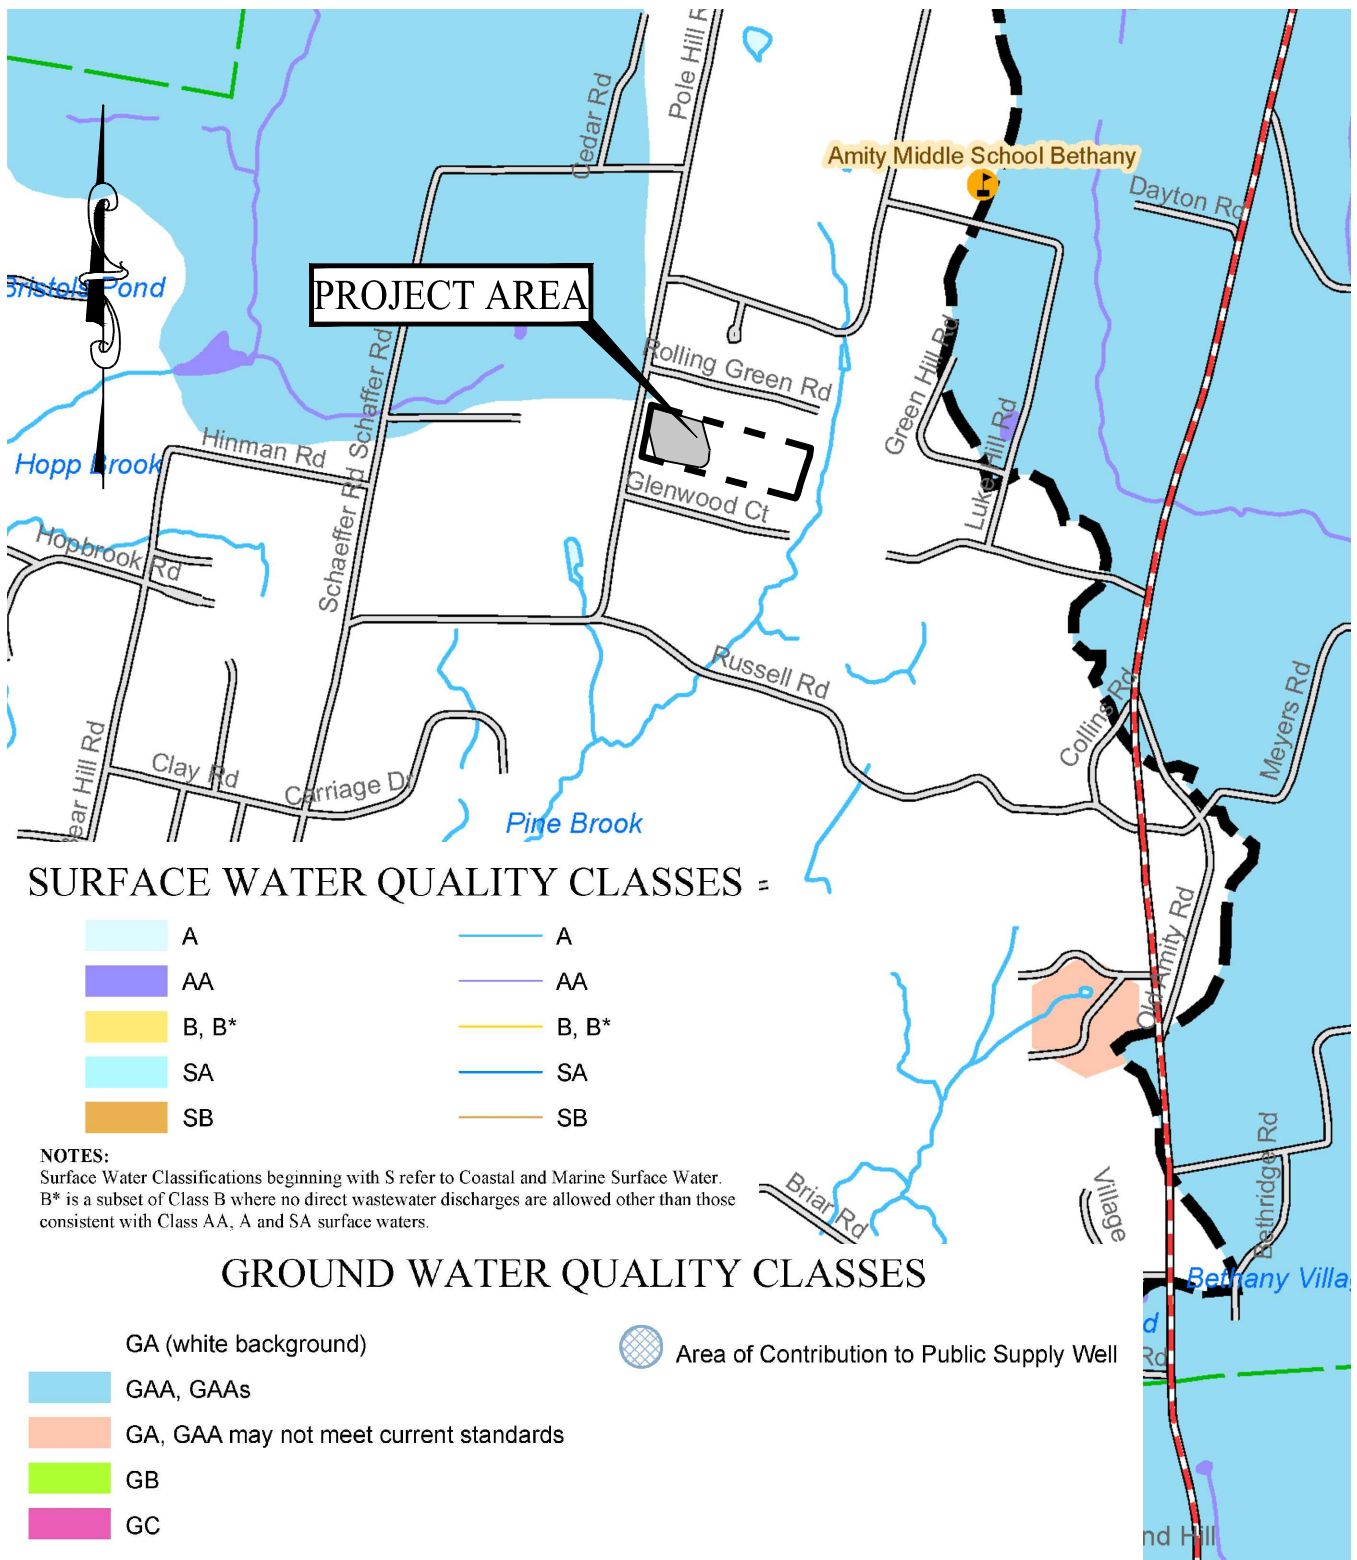 Pole Hill R
Cedar Rd
Amity Middle School Bethany
Dayton Rd
Bristols Pond
PROJECT AREA
Schaffer Rd
Rolling Green Rd
Green Hill Rd
Luke Hill Rd
Hinman Rd
Hopp Brook
Glenwood Ct
Schaeffer Rd
Hopbrook Rd
Russell Rd
Collins Rd
Meyers Rd
Bear Hill Rd
Clay Rd
Carriage Dr
Pine Brook
SURFACE WATER QUALITY CLASSES
A
A
AA
AA
B, B*
B, B*
SA
SA
SB
SB
Old Amity Rd
NOTES:
Surface Water Classifications beginning with S refer to Coastal and Marine Surface Water.
B* is a subset of Class B where no direct wastewater discharges are allowed other than those
consistent with Class AA, A and SA surface waters.
Briar Rd
Village
Bethridge Rd
Bethany Villa
d
Rd
GROUND WATER QUALITY CLASSES
GA (white background)
Area of Contribution to Public Supply Well
GAA, GAAs
GA, GAA may not meet current standards
GB
GC
nd Hill